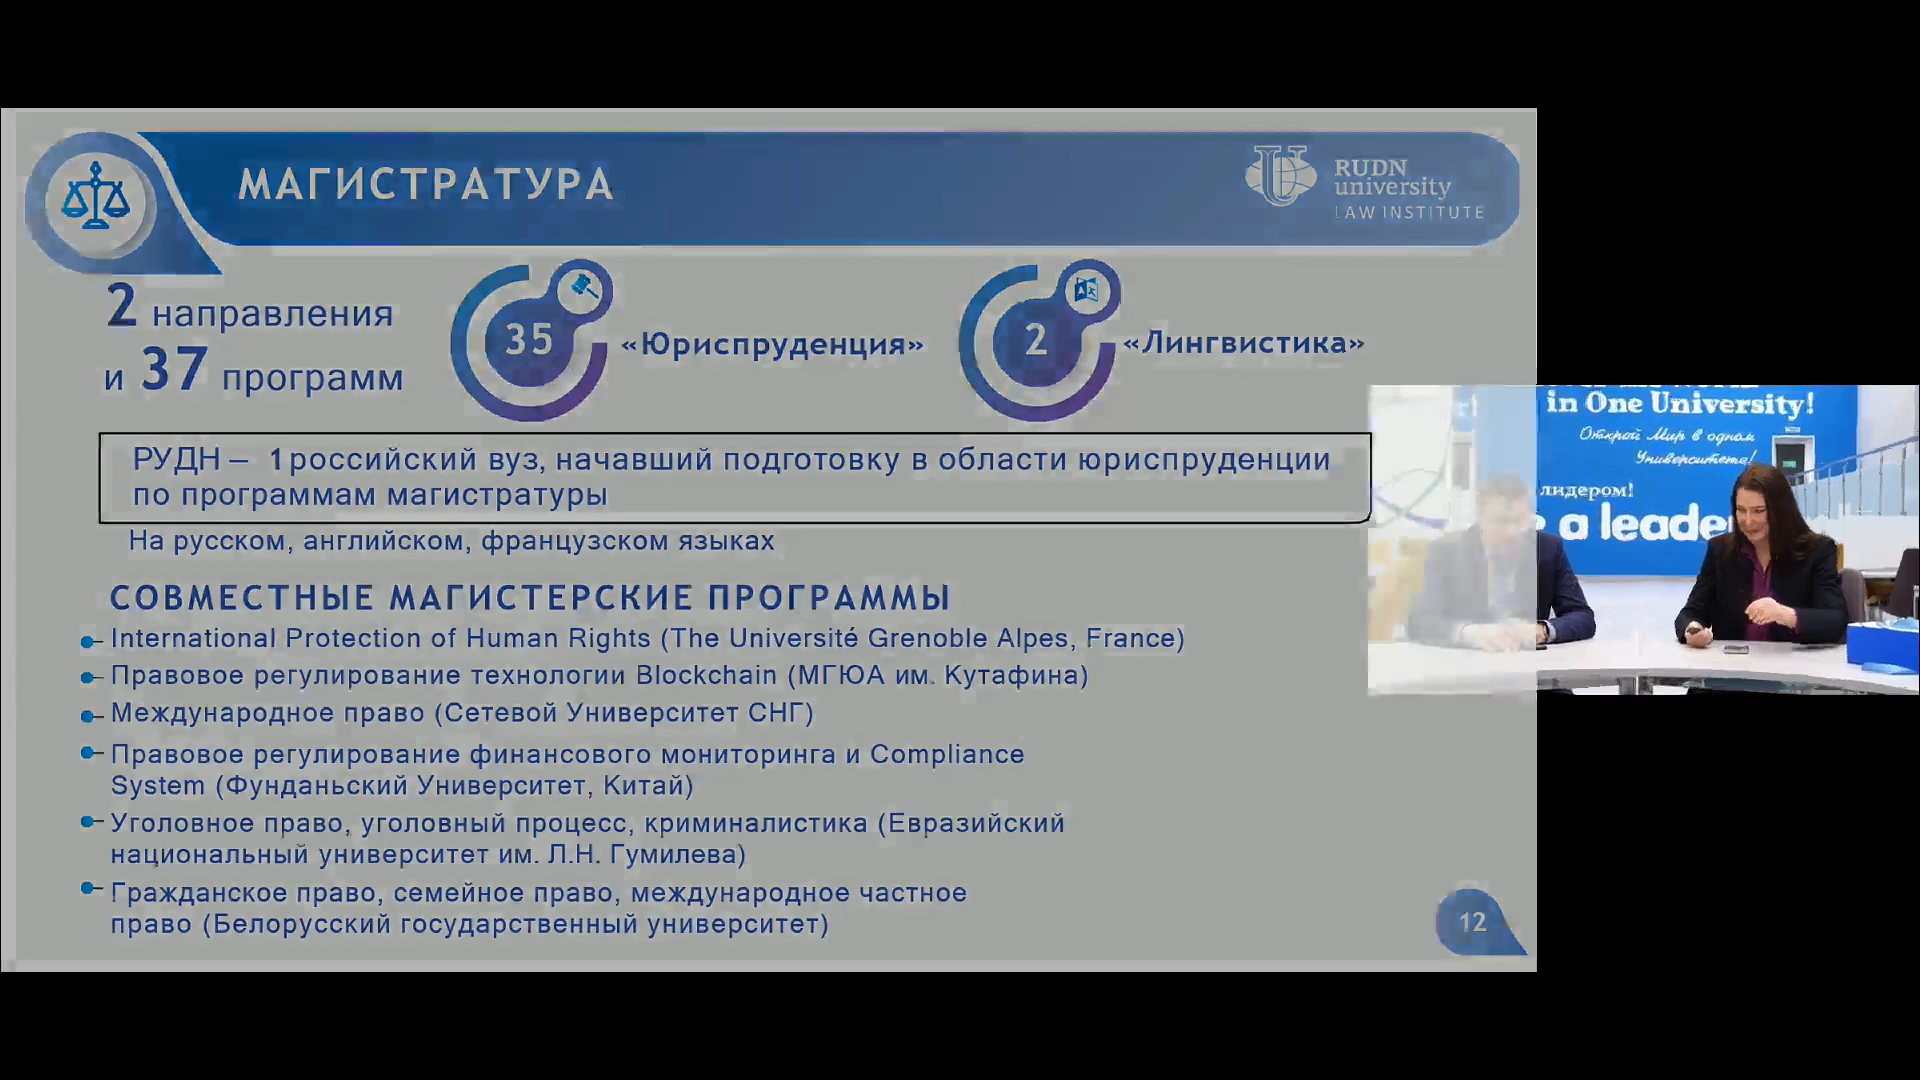 МАГИСТРАТУРА
RUDN
university
LAW INSTITUTE
2 направления
и 37 программ
35
«Юриспруденция»
2
«Лингвистика»
РУДН – 1 российский вуз, начавший подготовку в области юриспруденции
по программам магистратуры
На русском, английском, французском языках
СОВМЕСТНЫЕ МАГИСТЕРСКИЕ ПРОГРАММЫ
International Protection of Human Rights (The Université Grenoble Alpes, France)
Правовое регулирование технологии Blockchain (МГЮА им. Кутафина)
Международное право (Сетевой Университет СНГ)
Правовое регулирование финансового мониторинга и Compliance
System (Фунданьский Университет, Китай)
Уголовное право, уголовный процесс, криминалистика (Евразийский
национальный университет им. Л.Н. Гумилева)
Гражданское право, семейное право, международное частное
право (Белорусский государственный университет)
12
in One University!
Открой Мир в одном
Университете!
лидером!
a leade